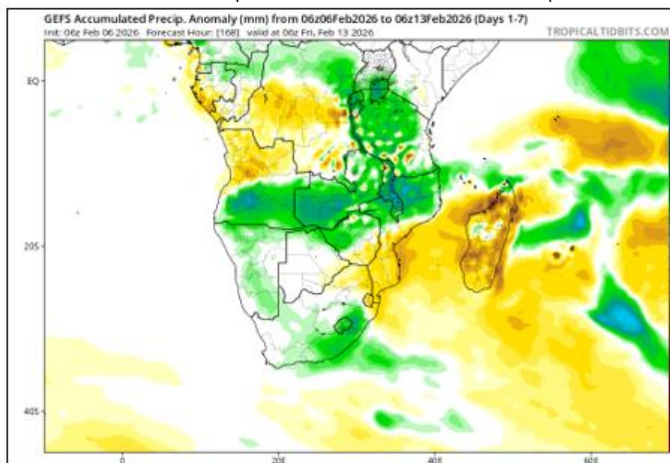 GEFS Accumulated Precip. Anomaly (mm) from 06z06Feb2026 to 06z13Feb2026 (Days 1-7)
Init: 06z Feb 06 2026 Forecast Hour: [168] valid at 06z Fri, Feb 13 2026 TROPICALTIDBITS.COM
EQ
20S
40S
0
20E
40E
60E